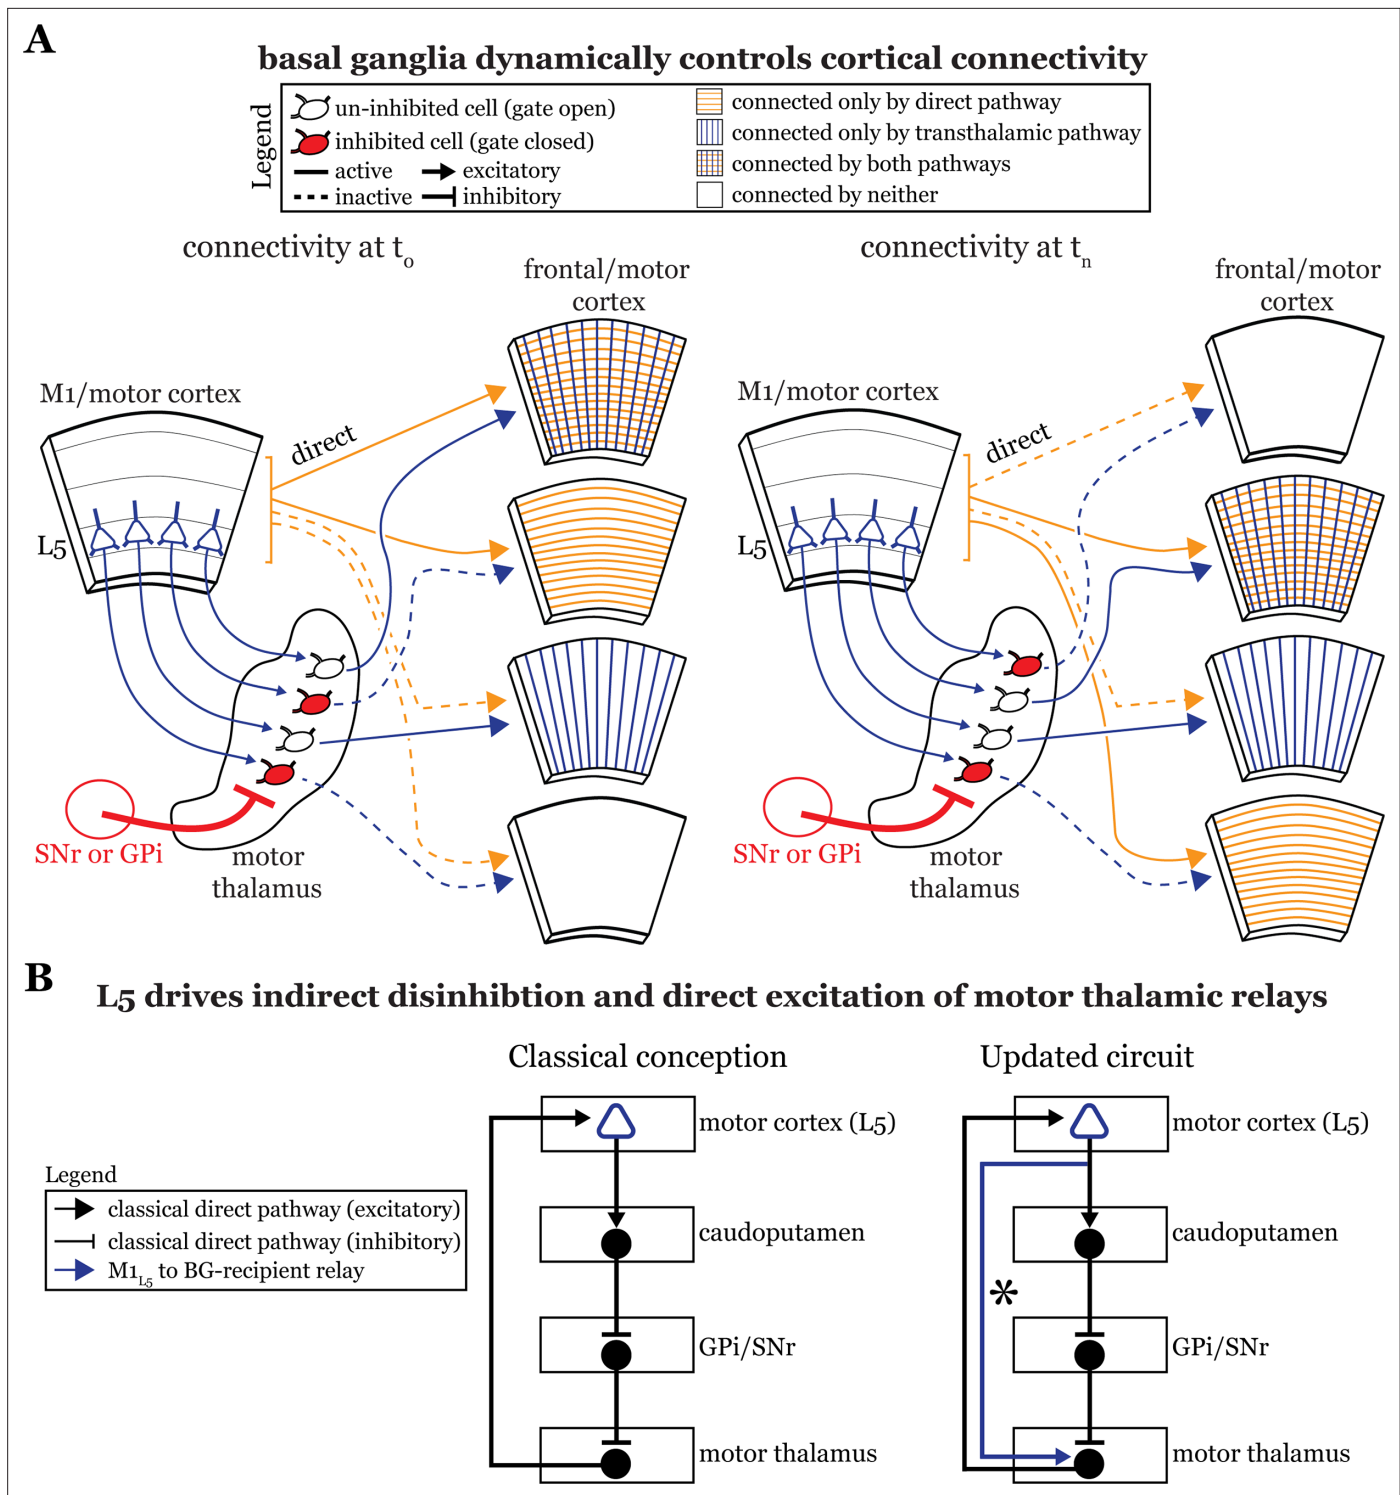 A
basal ganglia dynamically controls cortical connectivity
Legend
un-inhibited cell (gate open)
inhibited cell (gate closed)
active
excitatory
inactive
inhibitory
connected only by direct pathway
connected only by transthalamic pathway
connected by both pathways
connected by neither
connectivity at t0
frontal/motor
cortex
M1/motor cortex
direct
L5
SNr or GPi
motor
thalamus
connectivity at tn
frontal/motor
cortex
M1/motor cortex
direct
L5
SNr or GPi
motor
thalamus
B
L5 drives indirect disinhibtion and direct excitation of motor thalamic relays
Legend
classical direct pathway (excitatory)
classical direct pathway (inhibitory)
M1L5 to BG-recipient relay
Classical conception
motor cortex (L5)
caudoputamen
GPi/SNr
motor thalamus
Updated circuit
motor cortex (L5)
caudoputamen
*
GPi/SNr
motor thalamus